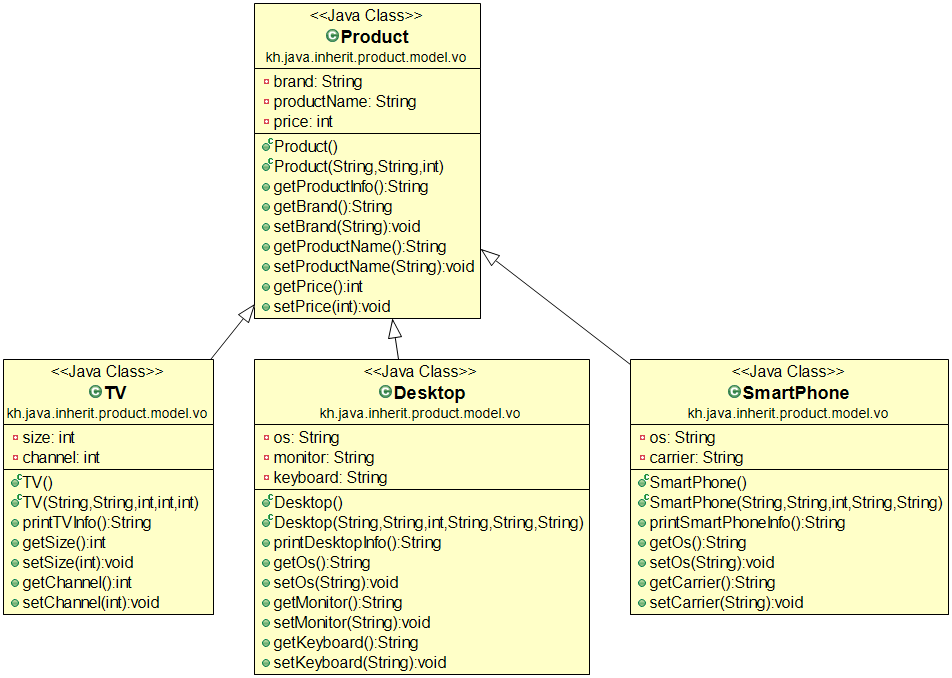 <<Java Class>>
Product
kh.java.inherit.product.model.vo
brand: String
productName: String
price: int
Product()
Product(String,String,int)
getProductInfo():String
getBrand():String
setBrand(String):void
getProductName():String
setProductName(String):void
getPrice():int
setPrice(int):void
<<Java Class>>
TV
kh.java.inherit.product.model.vo
size: int
channel: int
TV()
TV(String,String,int,int,int)
printTVInfo():String
getSize():int
setSize(int):void
getChannel():int
setChannel(int):void
<<Java Class>>
Desktop
kh.java.inherit.product.model.vo
os: String
monitor: String
keyboard: String
Desktop()
Desktop(String,String,int,String,String,String)
printDesktopInfo():String
getOs():String
setOs(String):void
getMonitor():String
setMonitor(String):void
getKeyboard():String
setKeyboard(String):void
<<Java Class>>
SmartPhone
kh.java.inherit.product.model.vo
os: String
carrier: String
SmartPhone()
SmartPhone(String,String,int,String,String)
printSmartPhoneInfo():String
getOs():String
setOs(String):void
getCarrier():String
setCarrier(String):void